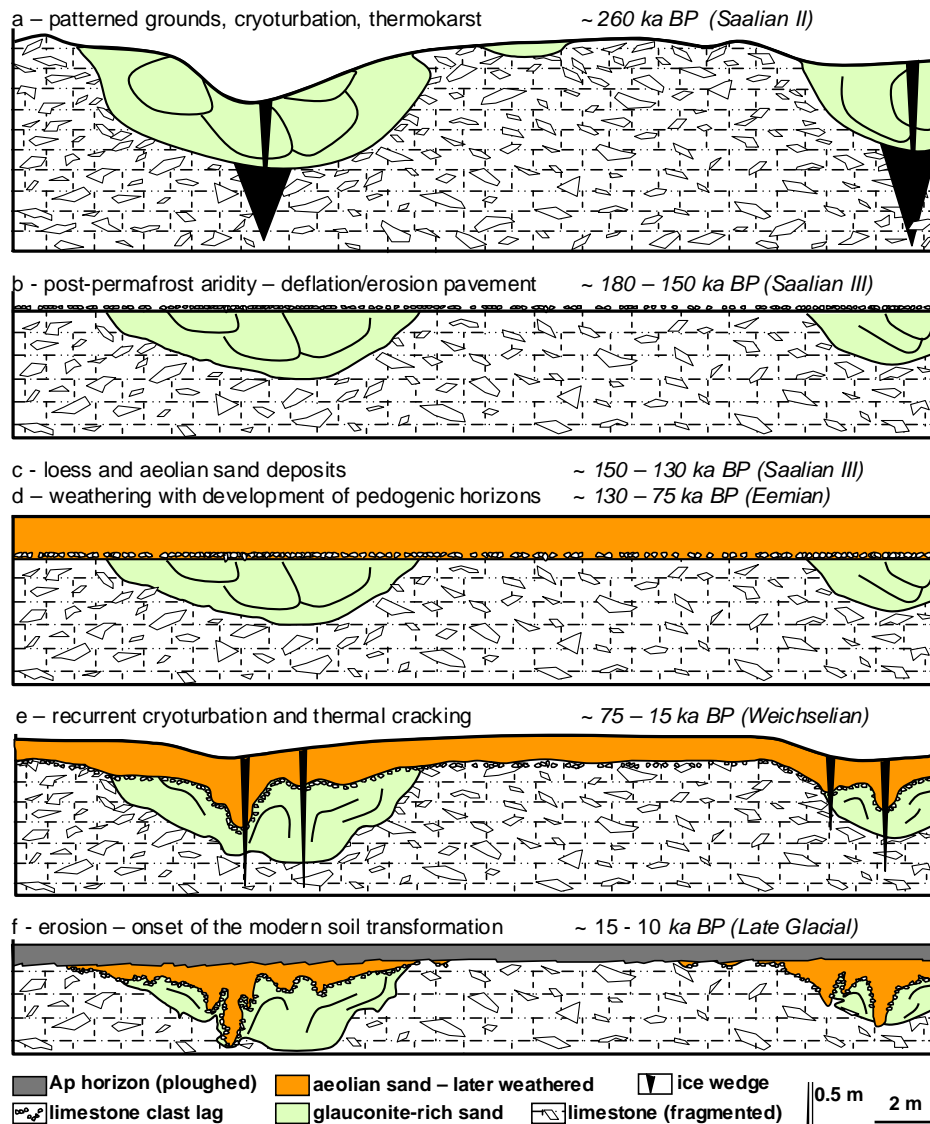 a – patterned grounds, cryoturbation, thermokarst ~ 260 ka BP (Saalian II)
b - post-permafrost aridity – deflation/erosion pavement ~ 180 – 150 ka BP (Saalian III)
c - loess and aeolian sand deposits ~ 150 – 130 ka BP (Saalian III)
d – weathering with development of pedogenic horizons ~ 130 – 75 ka BP (Eemian)
e – recurrent cryoturbation and thermal cracking ~ 75 – 15 ka BP (Weichselian)
f - erosion – onset of the modern soil transformation ~ 15 - 10 ka BP (Late Glacial)
Ap horizon (ploughed) aeolian sand – later weathered ice wedge
limestone clast lag glauconite-rich sand limestone (fragmented)
0.5 m 2 m